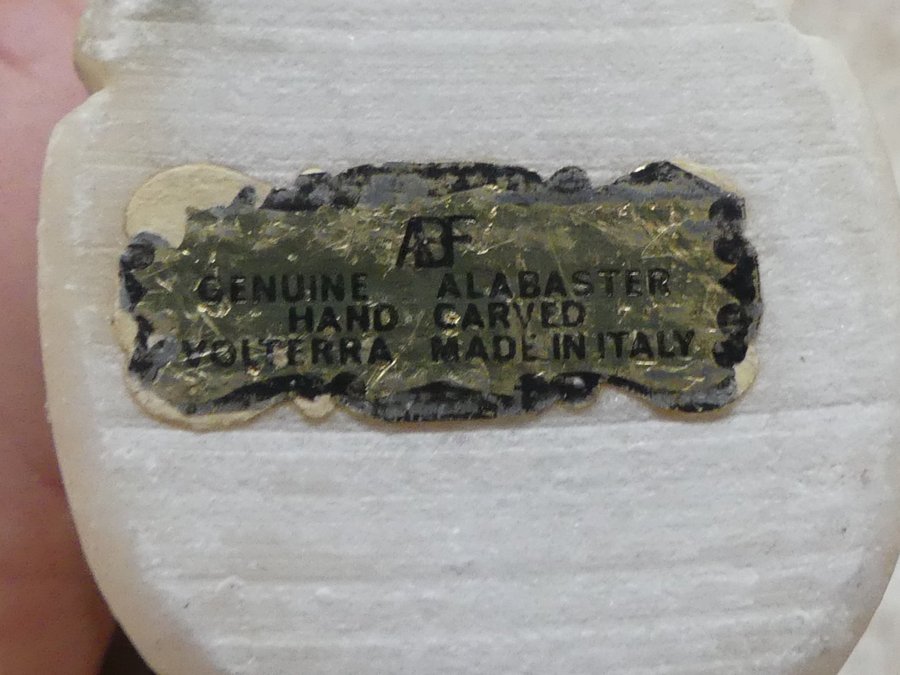 ABF
GENUINE ALABASTER
HAND CARVED
VOLTERRA MADE IN ITALY